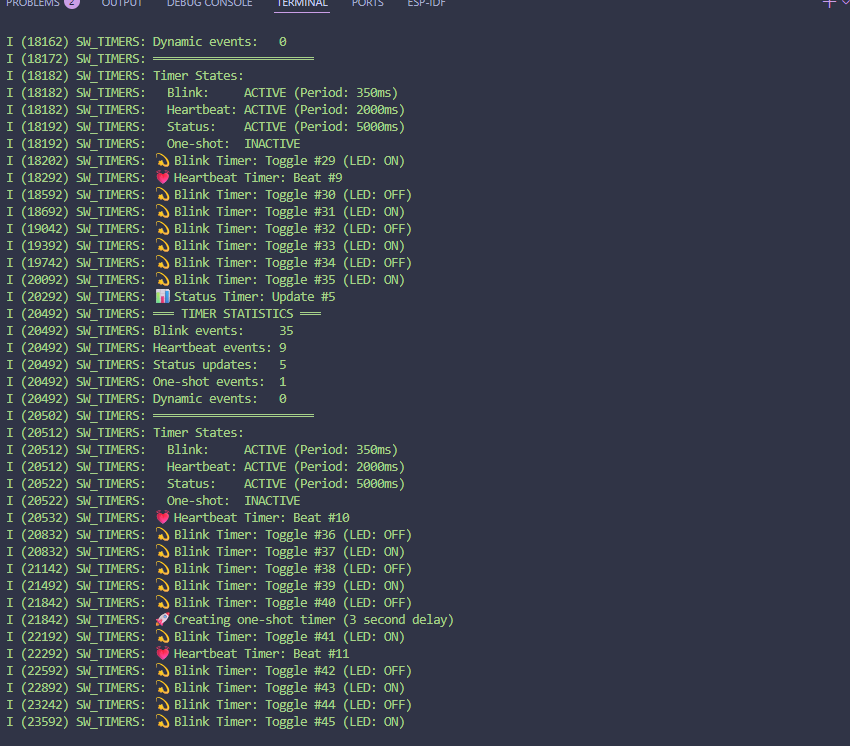 PROBLEMS 2 OUTPUT DEBUG CONSOLE TERMINAL PORTS ESP-IDF
I (18162) SW_TIMERS: Dynamic events:   0
I (18172) SW_TIMERS: ═══════════════════════
I (18182) SW_TIMERS: Timer States:
I (18182) SW_TIMERS:   Blink:     ACTIVE (Period: 350ms)
I (18182) SW_TIMERS:   Heartbeat: ACTIVE (Period: 2000ms)
I (18192) SW_TIMERS:   Status:    ACTIVE (Period: 5000ms)
I (18192) SW_TIMERS:   One-shot:  INACTIVE
I (18202) SW_TIMERS: 💫 Blink Timer: Toggle #29 (LED: ON)
I (18292) SW_TIMERS: 💓 Heartbeat Timer: Beat #9
I (18592) SW_TIMERS: 💫 Blink Timer: Toggle #30 (LED: OFF)
I (18692) SW_TIMERS: 💫 Blink Timer: Toggle #31 (LED: ON)
I (19042) SW_TIMERS: 💫 Blink Timer: Toggle #32 (LED: OFF)
I (19392) SW_TIMERS: 💫 Blink Timer: Toggle #33 (LED: ON)
I (19742) SW_TIMERS: 💫 Blink Timer: Toggle #34 (LED: OFF)
I (20092) SW_TIMERS: 💫 Blink Timer: Toggle #35 (LED: ON)
I (20292) SW_TIMERS: 📊 Status Timer: Update #5
I (20492) SW_TIMERS: ═══ TIMER STATISTICS ═══
I (20492) SW_TIMERS: Blink events:     35
I (20492) SW_TIMERS: Heartbeat events: 9
I (20492) SW_TIMERS: Status updates:   5
I (20492) SW_TIMERS: One-shot events:  1
I (20492) SW_TIMERS: Dynamic events:   0
I (20502) SW_TIMERS: ═══════════════════════
I (20512) SW_TIMERS: Timer States:
I (20512) SW_TIMERS:   Blink:     ACTIVE (Period: 350ms)
I (20512) SW_TIMERS:   Heartbeat: ACTIVE (Period: 2000ms)
I (20522) SW_TIMERS:   Status:    ACTIVE (Period: 5000ms)
I (20522) SW_TIMERS:   One-shot:  INACTIVE
I (20532) SW_TIMERS: 💓 Heartbeat Timer: Beat #10
I (20832) SW_TIMERS: 💫 Blink Timer: Toggle #36 (LED: OFF)
I (20832) SW_TIMERS: 💫 Blink Timer: Toggle #37 (LED: ON)
I (21142) SW_TIMERS: 💫 Blink Timer: Toggle #38 (LED: OFF)
I (21492) SW_TIMERS: 💫 Blink Timer: Toggle #39 (LED: ON)
I (21842) SW_TIMERS: 💫 Blink Timer: Toggle #40 (LED: OFF)
I (21842) SW_TIMERS: 🚀 Creating one-shot timer (3 second delay)
I (22192) SW_TIMERS: 💫 Blink Timer: Toggle #41 (LED: ON)
I (22292) SW_TIMERS: 💓 Heartbeat Timer: Beat #11
I (22592) SW_TIMERS: 💫 Blink Timer: Toggle #42 (LED: OFF)
I (22892) SW_TIMERS: 💫 Blink Timer: Toggle #43 (LED: ON)
I (23242) SW_TIMERS: 💫 Blink Timer: Toggle #44 (LED: OFF)
I (23592) SW_TIMERS: 💫 Blink Timer: Toggle #45 (LED: ON)